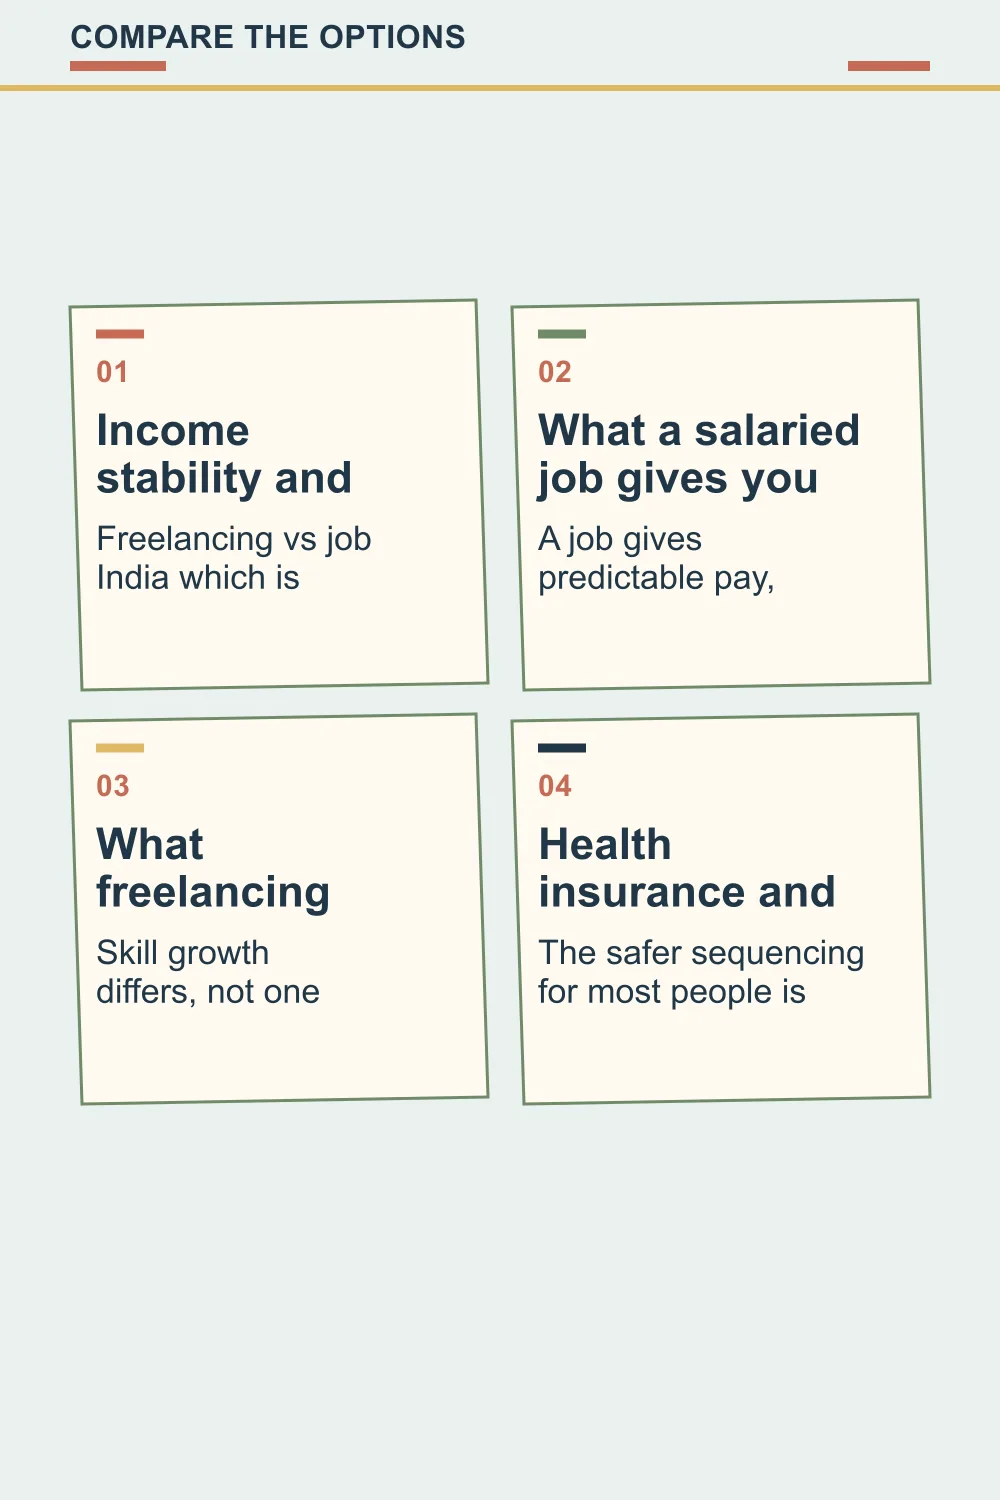 COMPARE THE OPTIONS
01
Income
stability and
Freelancing vs job
India which is
02
What a salaried
job gives you
A job gives
predictable pay,
03
What
freelancing
Skill growth
differs, not one
04
Health
insurance and
The safer sequencing
for most people is